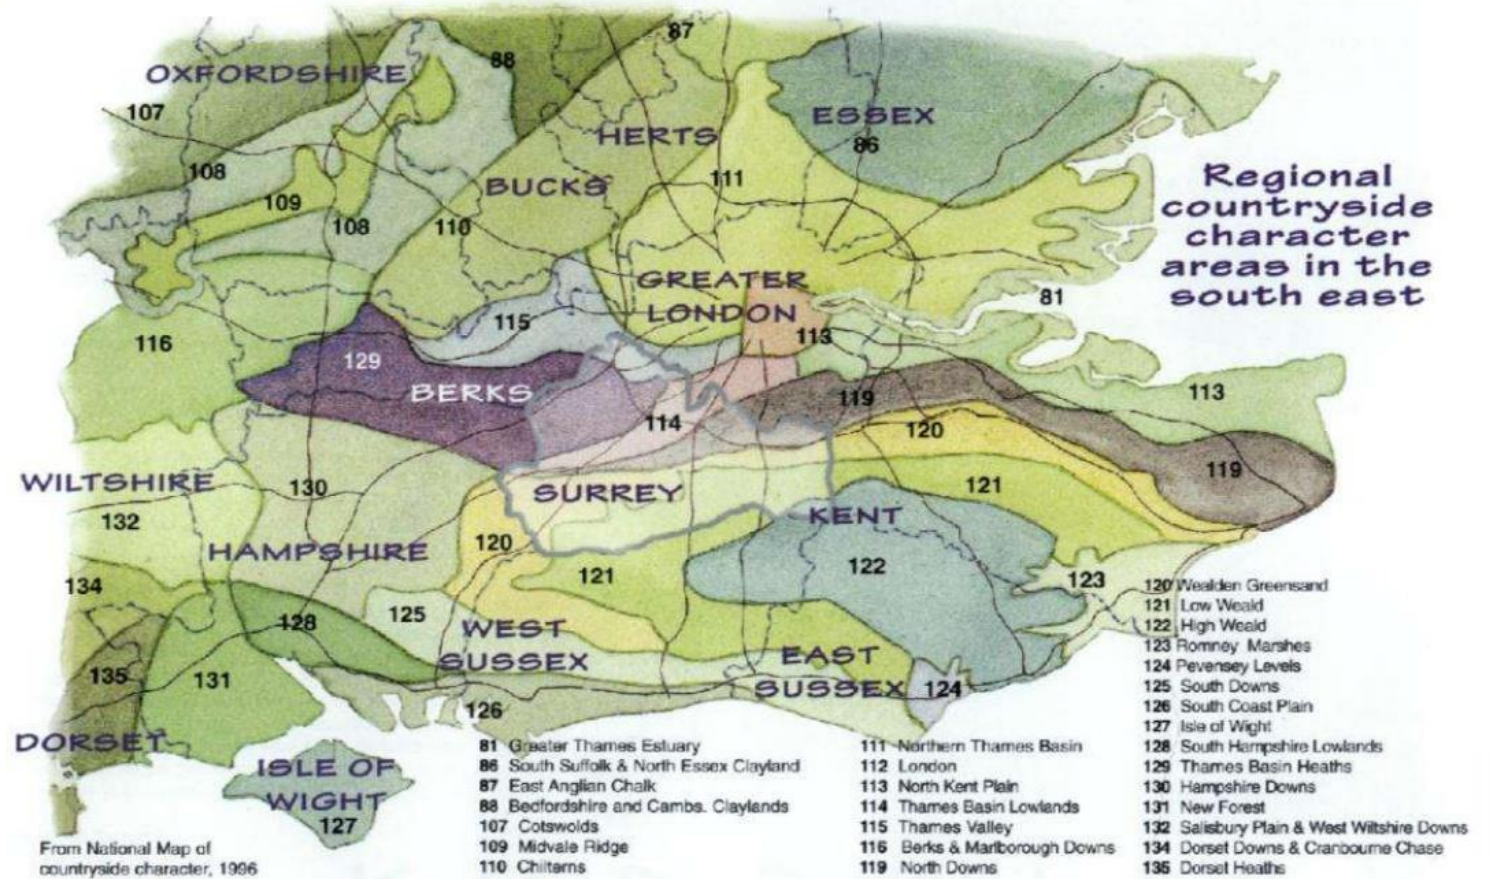 87
88
OXFORDSHIRE
107
ESSEX
HERTS
86
108
Regional
countryside
character
areas in the
south east
BUCKS
111
109
108
110
GREATER
LONDON
81
115
113
116
129
BERKS
113
119
114
120
119
WILTSHIRE
130
SURREY
121
132
KENT
HAMPSHIRE
120
121
122
123
134
128
125
WEST
SUSSEX
EAST
SUSSEX
124
135
131
126
DORSET
ISLE OF
WIGHT
127
From National Map of
countryside character, 1996
81 Greater Thames Estuary
86 South Suffolk & North Essex Clayland
87 East Anglian Chalk
88 Bedfordshire and Cambs. Claylands
107 Cotswolds
109 Midvale Ridge
110 Chilterns
111 Northern Thames Basin
112 London
113 North Kent Plain
114 Thames Basin Lowlands
115 Thames Valley
116 Berks & Marlborough Downs
119 North Downs
120 Wealden Greensand
121 Low Weald
122 High Weald
123 Romney Marshes
124 Pevensey Levels
125 South Downs
126 South Coast Plain
127 Isle of Wight
128 South Hampshire Lowlands
129 Thames Basin Heaths
130 Hampshire Downs
131 New Forest
132 Salisbury Plain & West Wiltshire Downs
134 Dorset Downs & Cranbourne Chase
135 Dorset Heaths